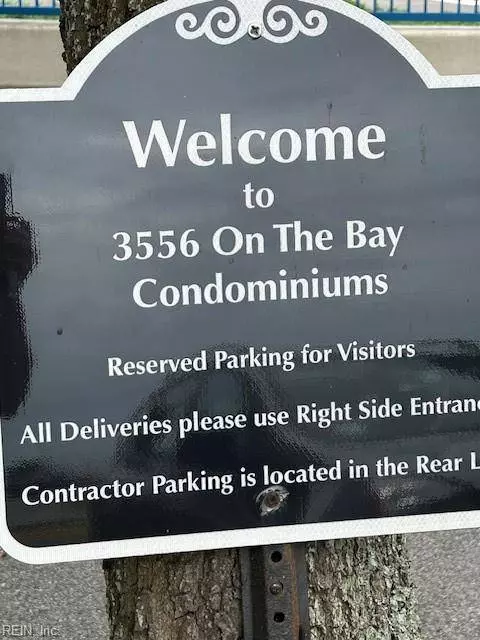 Welcome
to
3556 On The Bay
Condominiums
Reserved Parking for Visitors
All Deliveries please use Right Side
Contractor Parking is located in the Rear
REIN, Inc.